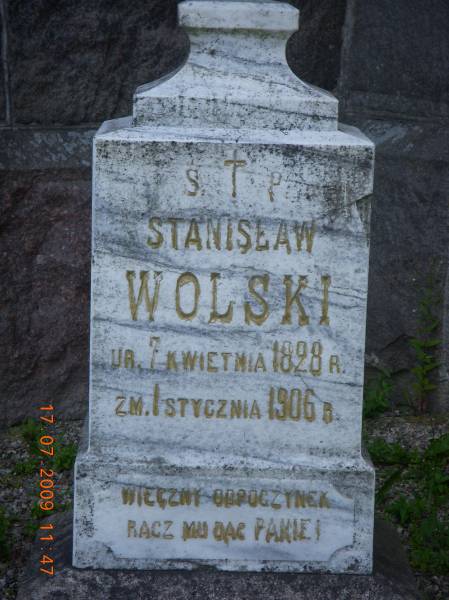 Ś † P
STANISŁAW
WOLSKI
UR. 7 KWIETNIA 1828 R.
ZM. 1 STYCZNIA 1906 R.
WIECZNY ODPOCZYNEK
RACZ MU DAĆ PANIE!
17.07.2009 11:47